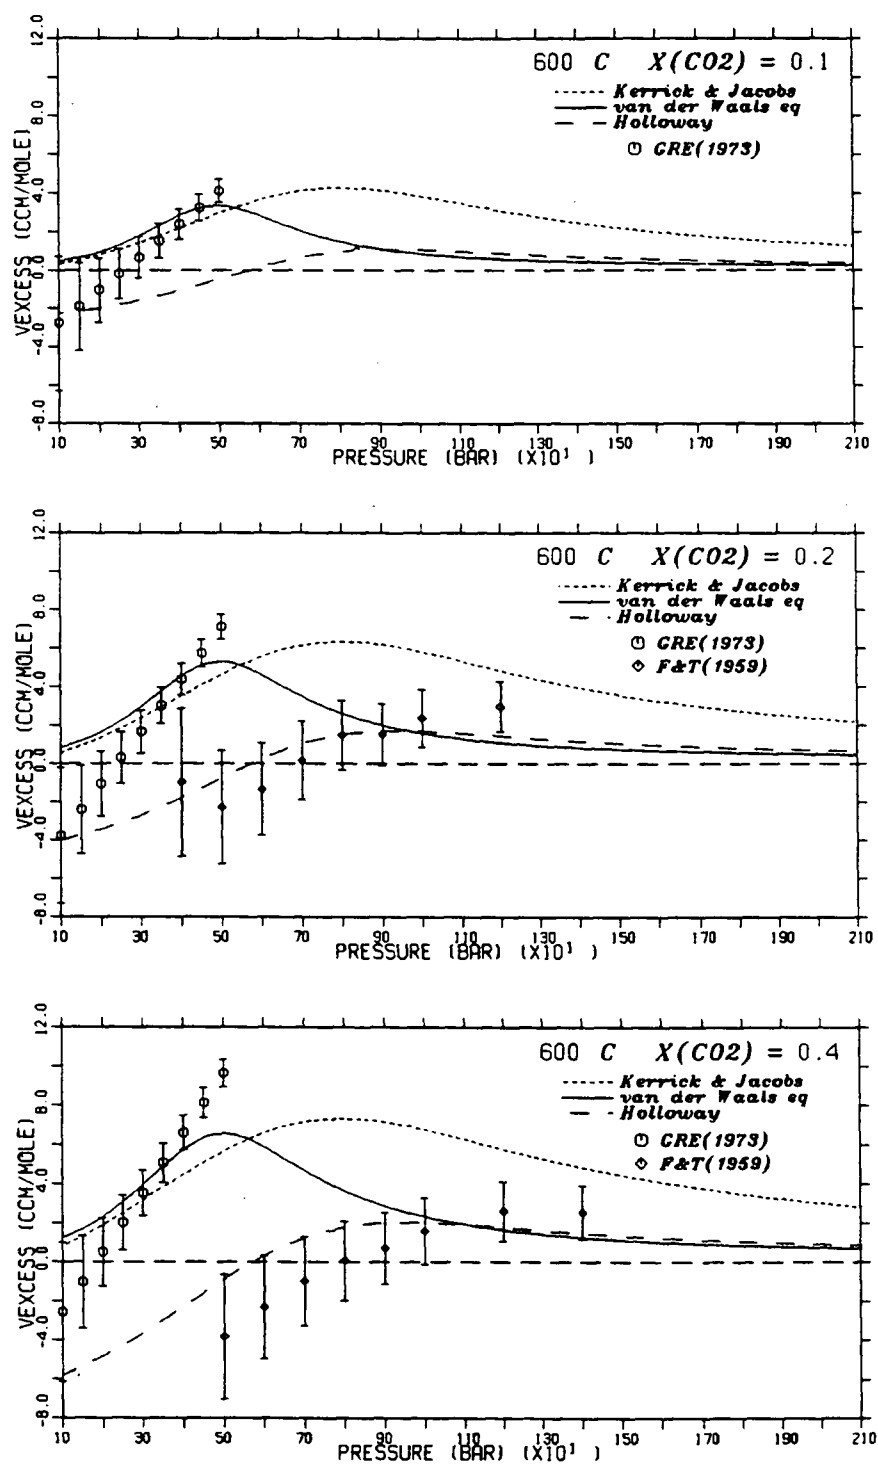 12.0
600 C X(CO2) = 0.1
Kerrick & Jacobs
van der Waals eq
Holloway
GRE(1973)
8.0
4.0
0.0
-4.0
-8.0
VEXCESS (CCM/MOLE)
10 30 50 70 90 110 130 150 170 190 210
PRESSURE (BAR) (X10¹ )
12.0
600 C X(CO2) = 0.2
Kerrick & Jacobs
van der Waals eq
Holloway
GRE(1973)
F&T(1959)
8.0
4.0
0.0
-4.0
-8.0
VEXCESS (CCM/MOLE)
10 30 50 70 90 110 130 150 170 190 210
PRESSURE (BAR) (X10¹ )
12.0
600 C X(CO2) = 0.4
Kerrick & Jacobs
van der Waals eq
Holloway
GRE(1973)
F&T(1959)
8.0
4.0
0.0
-4.0
-8.0
VEXCESS (CCM/MOLE)
10 30 50 70 90 110 130 150 170 190 210
PRESSURE (BAR) (X10¹ )